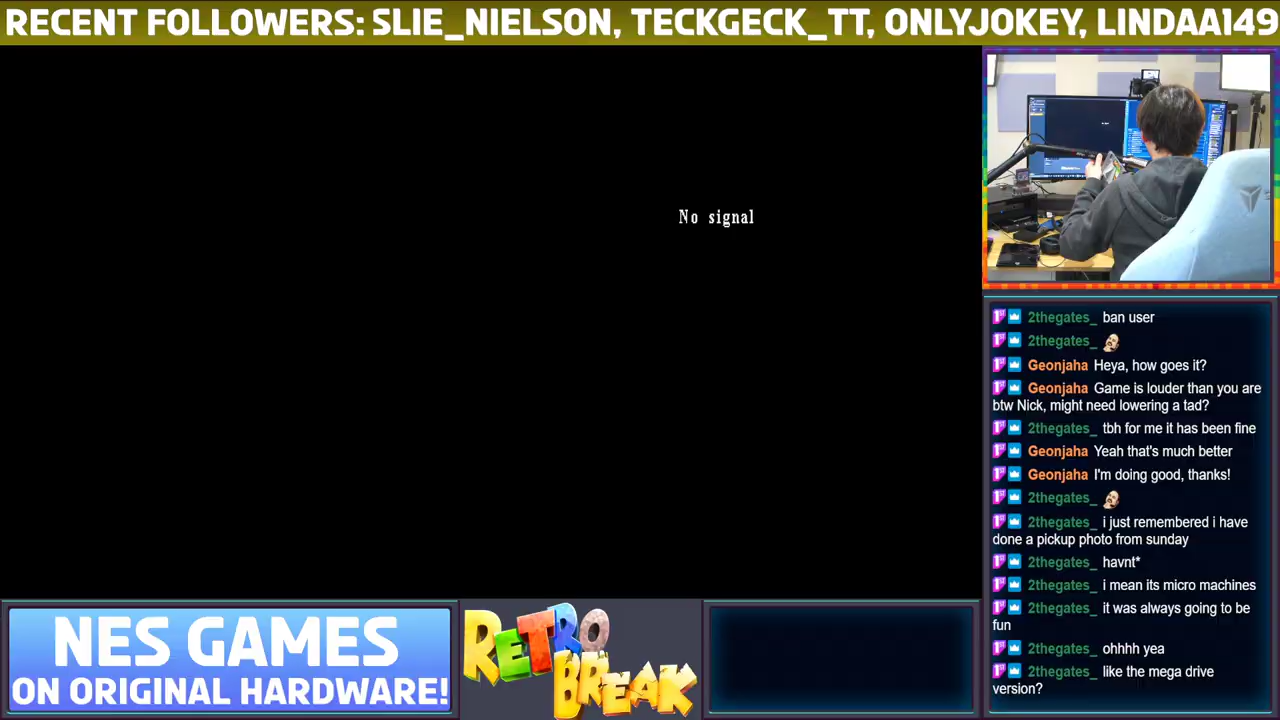 RECENT FOLLOWERS: SLIE_NIELSON, TECKGECK_TT, ONLYJOKEY, LINDAA149
No signal
2thegates_ ban user
2thegates_
Geonjaha Heya, how goes it?
Geonjaha Game is louder than you are
btw Nick, might need lowering a tad?
2thegates_ tbh for me it has been fine
Geonjaha Yeah that's much better
Geonjaha I'm doing good, thanks!
2thegates_
2thegates_ i just remembered i have
done a pickup photo from sunday
2thegates_ havnt*
2thegates_ i mean its micro machines
2thegates_ it was always going to be
fun
2thegates_ ohhhh yea
2thegates_ like the mega drive
version?
NES GAMES
ON ORIGINAL HARDWARE!
RETRO
BREAK